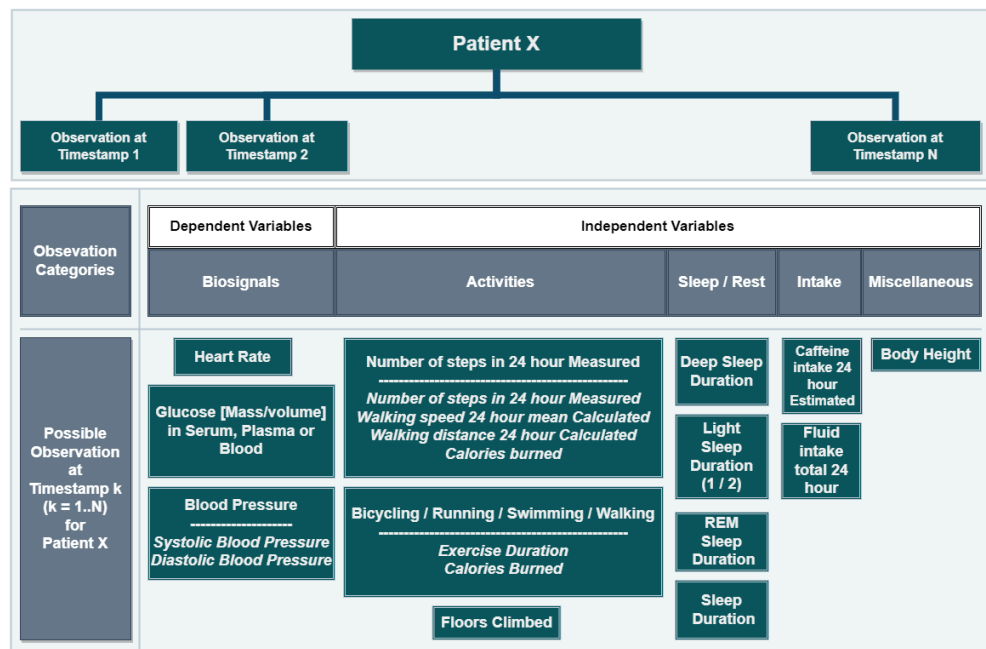 Patient X
Observation at
Timestamp 1
Observation at
Timestamp 2
Observation at
Timestamp N
Obsevation
Categories
Dependent Variables
Independent Variables
Biosignals
Activities
Sleep / Rest
Intake
Miscellaneous
Possible
Observation
at
Timestamp k
(k = 1..N)
for
Patient X
Heart Rate
Glucose [Mass/volume]
in Serum, Plasma or
Blood
Blood Pressure
--------------------
Systolic Blood Pressure
Diastolic Blood Pressure
Number of steps in 24 hour Measured
--------------------------------------------------
Number of steps in 24 hour Measured
Walking speed 24 hour mean Calculated
Walking distance 24 hour Calculated
Calories burned
Bicycling / Running / Swimming / Walking
--------------------------------------------------
Exercise Duration
Calories Burned
Floors Climbed
Deep Sleep
Duration
Light
Sleep
Duration
(1 / 2)
REM
Sleep
Duration
Sleep
Duration
Caffeine
intake 24
hour
Estimated
Fluid
intake
total 24
hour
Body Height